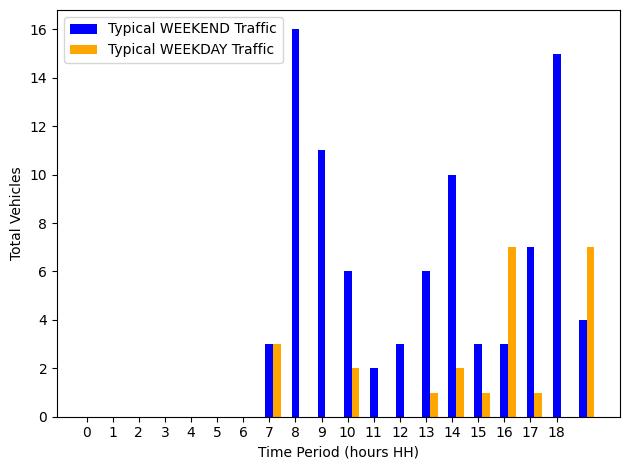 Typical WEEKEND Traffic
Typical WEEKDAY Traffic
16
14
12
10
8
6
4
2
0
Total Vehicles
0 1 2 3 4 5 6 7 8 9 10 11 12 13 14 15 16 17 18
Time Period (hours HH)